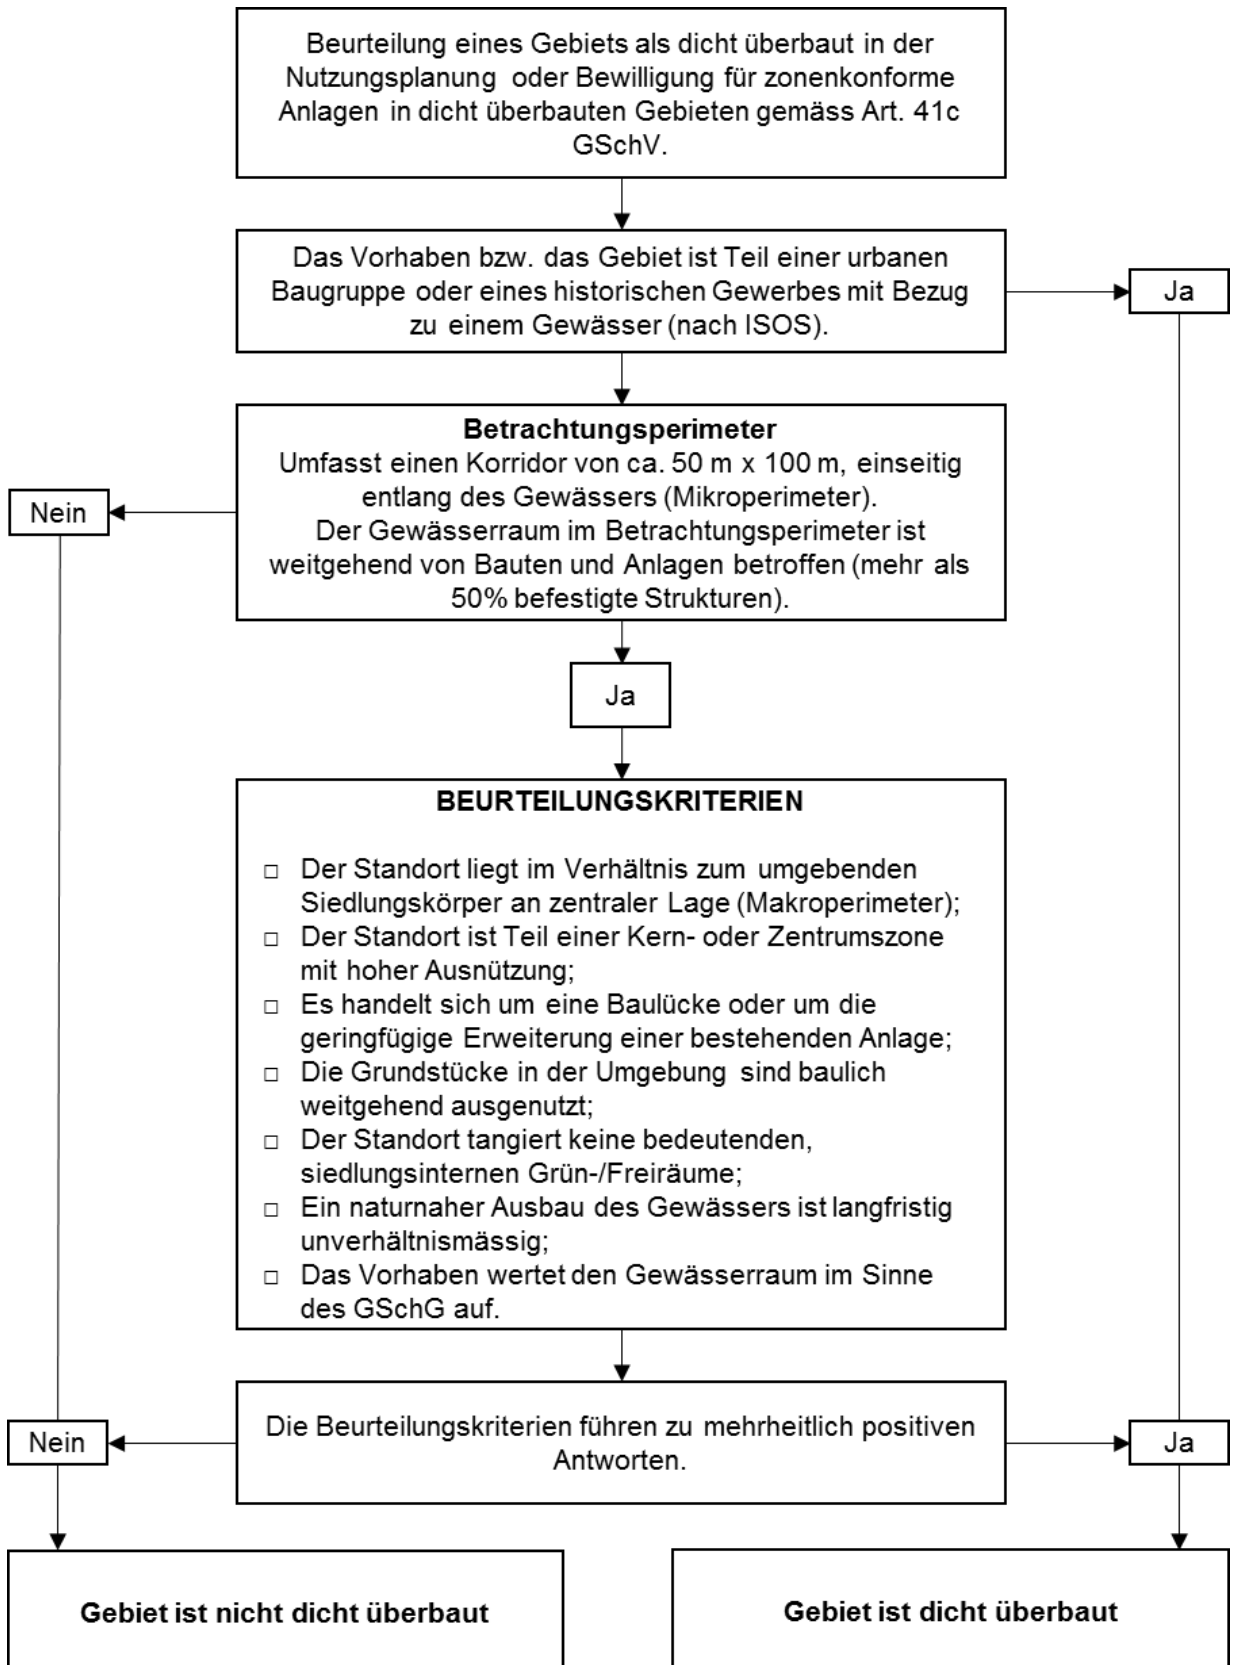 Beurteilung eines Gebiets als dicht überbaut in der
Nutzungsplanung oder Bewilligung für zonenkonforme
Anlagen in dicht überbauten Gebieten gemäss Art. 41c
GSchV.
Das Vorhaben bzw. das Gebiet ist Teil einer urbanen
Baugruppe oder eines historischen Gewerbes mit Bezug
zu einem Gewässer (nach ISOS).
Ja
Betrachtungsperimeter
Umfasst einen Korridor von ca. 50 m x 100 m, einseitig
entlang des Gewässers (Mikroperimeter).
Der Gewässerraum im Betrachtungsperimeter ist
weitgehend von Bauten und Anlagen betroffen (mehr als
50% befestigte Strukturen).
Nein
Ja
BEURTEILUNGSKRITERIEN
□ Der Standort liegt im Verhältnis zum umgebenden
Siedlungskörper an zentraler Lage (Makroperimeter);
□ Der Standort ist Teil einer Kern- oder Zentrumszone
mit hoher Ausnützung;
□ Es handelt sich um eine Baulücke oder um die
geringfügige Erweiterung einer bestehenden Anlage;
□ Die Grundstücke in der Umgebung sind baulich
weitgehend ausgenutzt;
□ Der Standort tangiert keine bedeutenden,
siedlungsinternen Grün-/Freiräume;
□ Ein naturnaher Ausbau des Gewässers ist langfristig
unverhältnismässig;
□ Das Vorhaben wertet den Gewässerraum im Sinne
des GSchG auf.
Die Beurteilungskriterien führen zu mehrheitlich positiven
Antworten.
Nein
Ja
Gebiet ist nicht dicht überbaut
Gebiet ist dicht überbaut